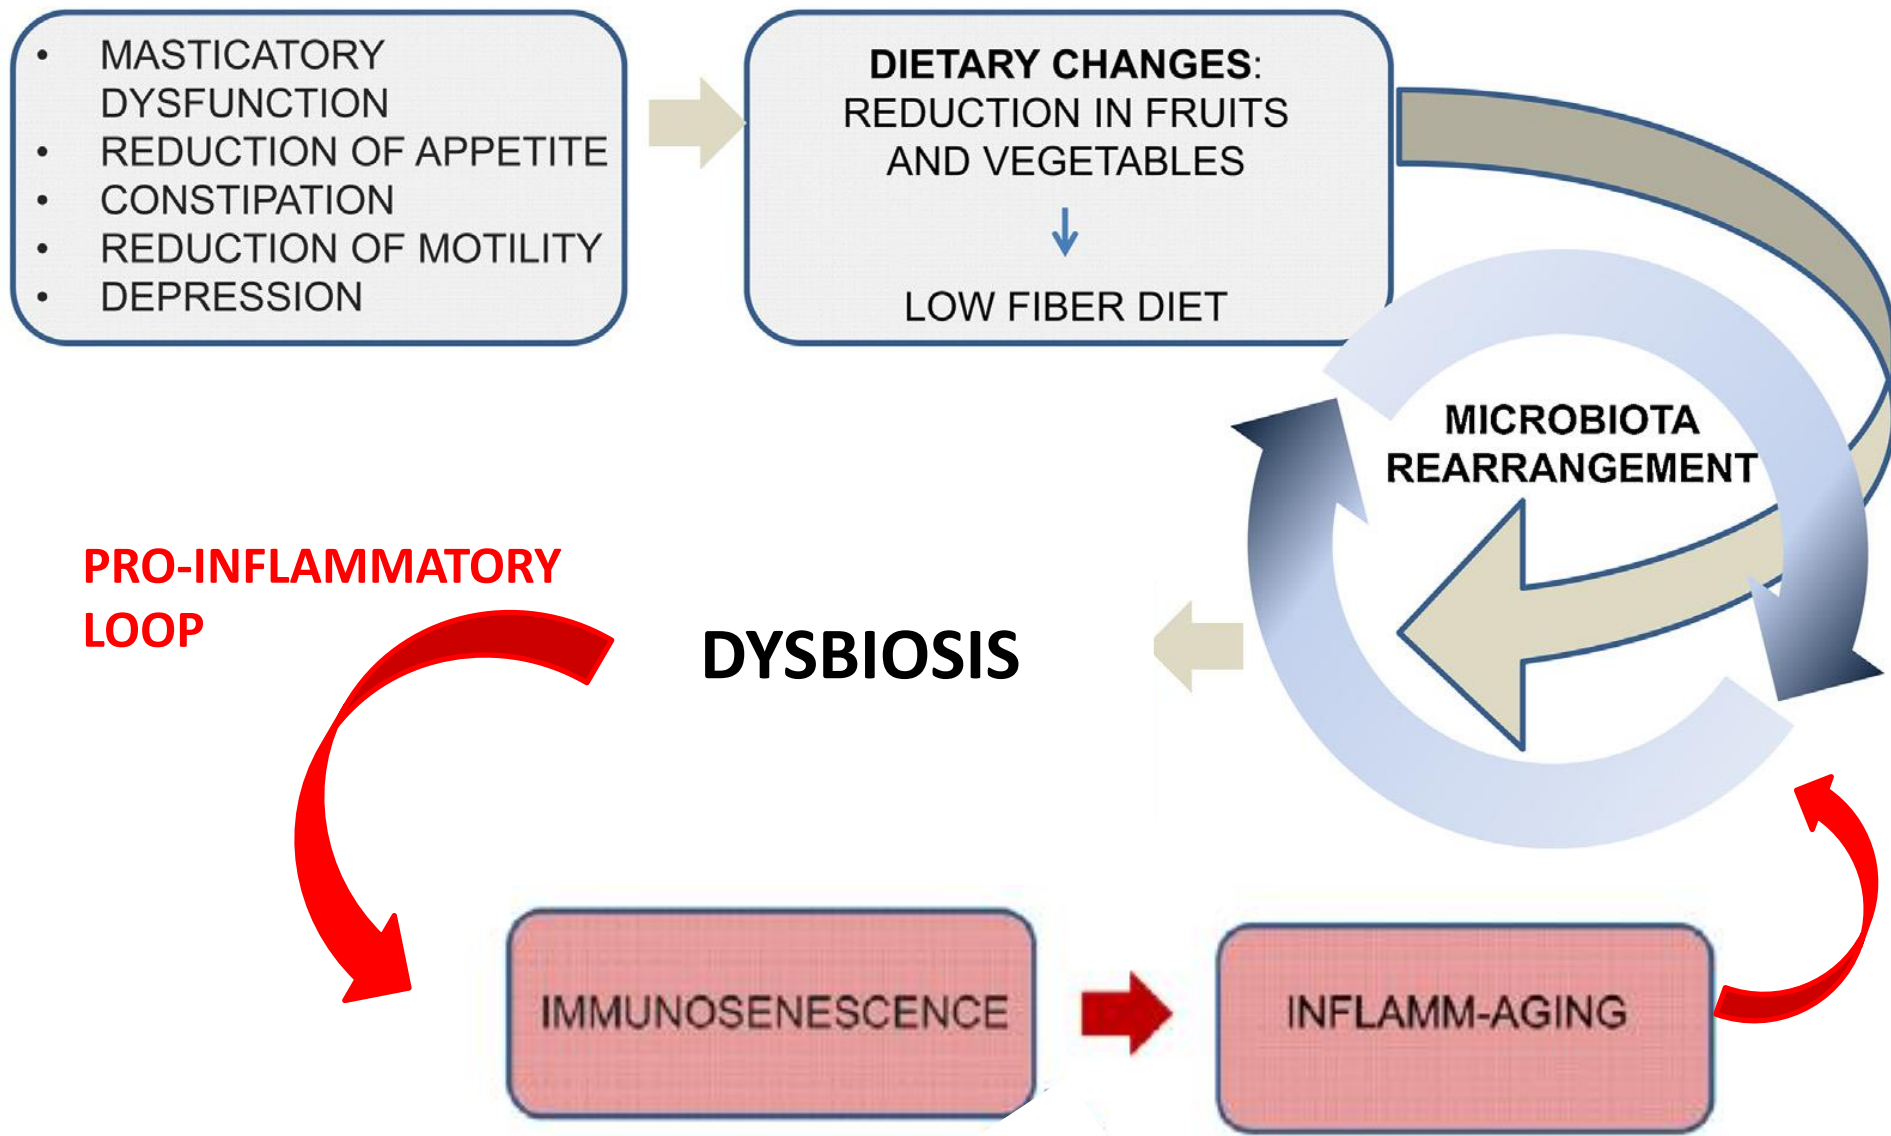 • MASTICATORY
DYSFUNCTION
• REDUCTION OF APPETITE
• CONSTIPATION
• REDUCTION OF MOTILITY
• DEPRESSION
DIETARY CHANGES:
REDUCTION IN FRUITS
AND VEGETABLES
LOW FIBER DIET
MICROBIOTA
REARRANGEMENT
PRO-INFLAMMATORY
LOOP
DYSBIOSIS
IMMUNOSENESCENCE
INFLAMM-AGING